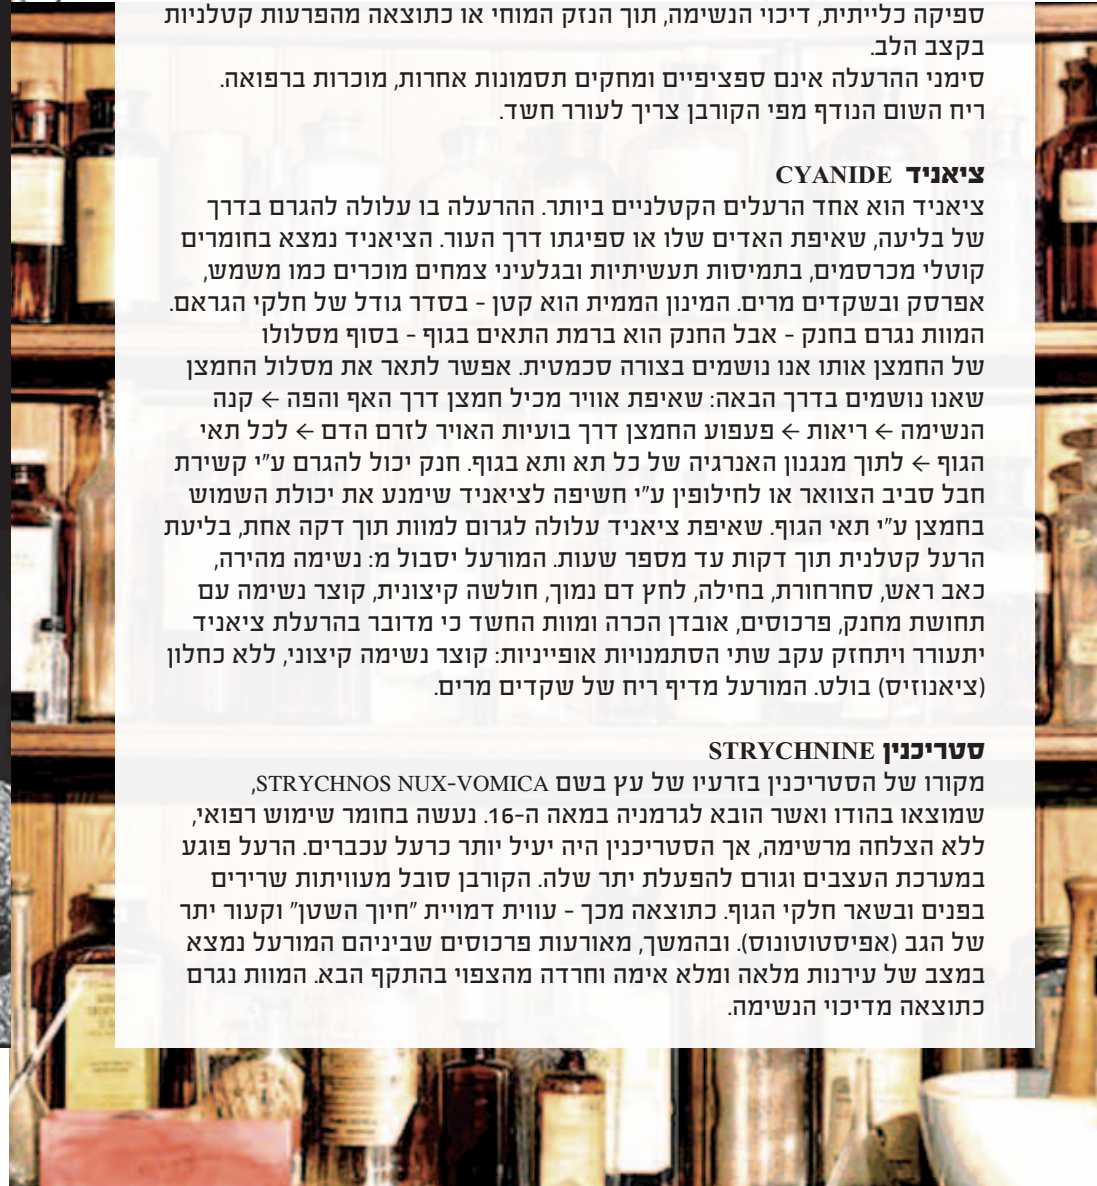 ספיקה כלייתית, דיכוי הנשימה, תוך הנזק המוחי או כתוצאה מהפרעות קטלניות
בקצב הלב.
סימני ההרעלה אינם ספציפיים ומחקים תסמונות אחרות, מוכרות ברפואה.
ריח השום הנודף מפי הקורבן צריך לעורר חשד.
ציאניד CYANIDE
ציאניד הוא אחד הרעלים הקטלניים ביותר. ההרעלה בו עלולה להגרם בדרך
של בליעה, שאיפת האדים שלו או ספיגתו דרך העור. הציאניד נמצא בחומרים
קוטלי מכרסמים, בתמיסות תעשיתיות ובגלעיני צמחים מוכרים כמו משמש,
אפרסק ובשקדים מרים. המינון הממית הוא קטן - בסדר גודל של חלקי הגראם.
המוות נגרם בחנק - אבל החנק הוא ברמת התאים בגוף - בסוף מסלולו
של החמצן אותו אנו נושמים בצורה סכמטית. אפשר לתאר את מסלול החמצן
שאנו נושמים בדרך הבאה: שאיפת אוויר מכיל חמצן דרך האף והפה ← קנה
הנשימה ← ריאות ← פעפוע החמצן דרך בועיות האויר לזרם הדם ← לכל תאי
הגוף ← לתוך מנגנון האנרגיה של כל תא ותא בגוף. חנק יכול להגרם ע"י קשירת
חבל סביב הצוואר או לחילופין ע"י חשיפה לציאניד שימנע את יכולת השמוש
בחמצן ע"י תאי הגוף. שאיפת ציאניד עלולה לגרום למוות תוך דקה אחת, בליעת
הרעל קטלנית תוך דקות עד מספר שעות. המורעל יסבול מ: נשימה מהירה,
כאב ראש, סחרחורת, בחילה, לחץ דם נמוך, חולשה קיצונית, קוצר נשימה עם
תחושת מחנק, פרכוסים, אובדן הכרה ומוות החשד כי מדובר בהרעלת ציאניד
יתעורר ויתחזק עקב שתי הסתמנויות אופייניות: קוצר נשימה קיצוני, ללא כחלון
(ציאנוזיס) בולט. המורעל מדיף ריח של שקדים מרים.
סטריכנין STRYCHNINE
מקורו של הסטריכנין בזרעיו של עץ בשם STRYCHNOS NUX-VOMICA,
שמוצאו בהודו ואשר הובא לגרמניה במאה ה-16. נעשה בחומר שימוש רפואי,
ללא הצלחה מרשימה, אך הסטריכנין היה יעיל יותר כרעל עכברים. הרעל פוגע
במערכת העצבים וגורם להפעלת יתר שלה. הקורבן סובל מעוויתות שרירים
בפנים ובשאר חלקי הגוף. כתוצאה מכך - עווית דמויית "חיוך השטן" וקעור יתר
של הגב (אפיסטוטונוס). ובהמשך, מאורעות פרכוסים שביניהם המורעל נמצא
במצב של עירנות מלאה ומלא אימה וחרדה מהצפוי בהתקף הבא. המוות נגרם
כתוצאה מדיכוי הנשימה.